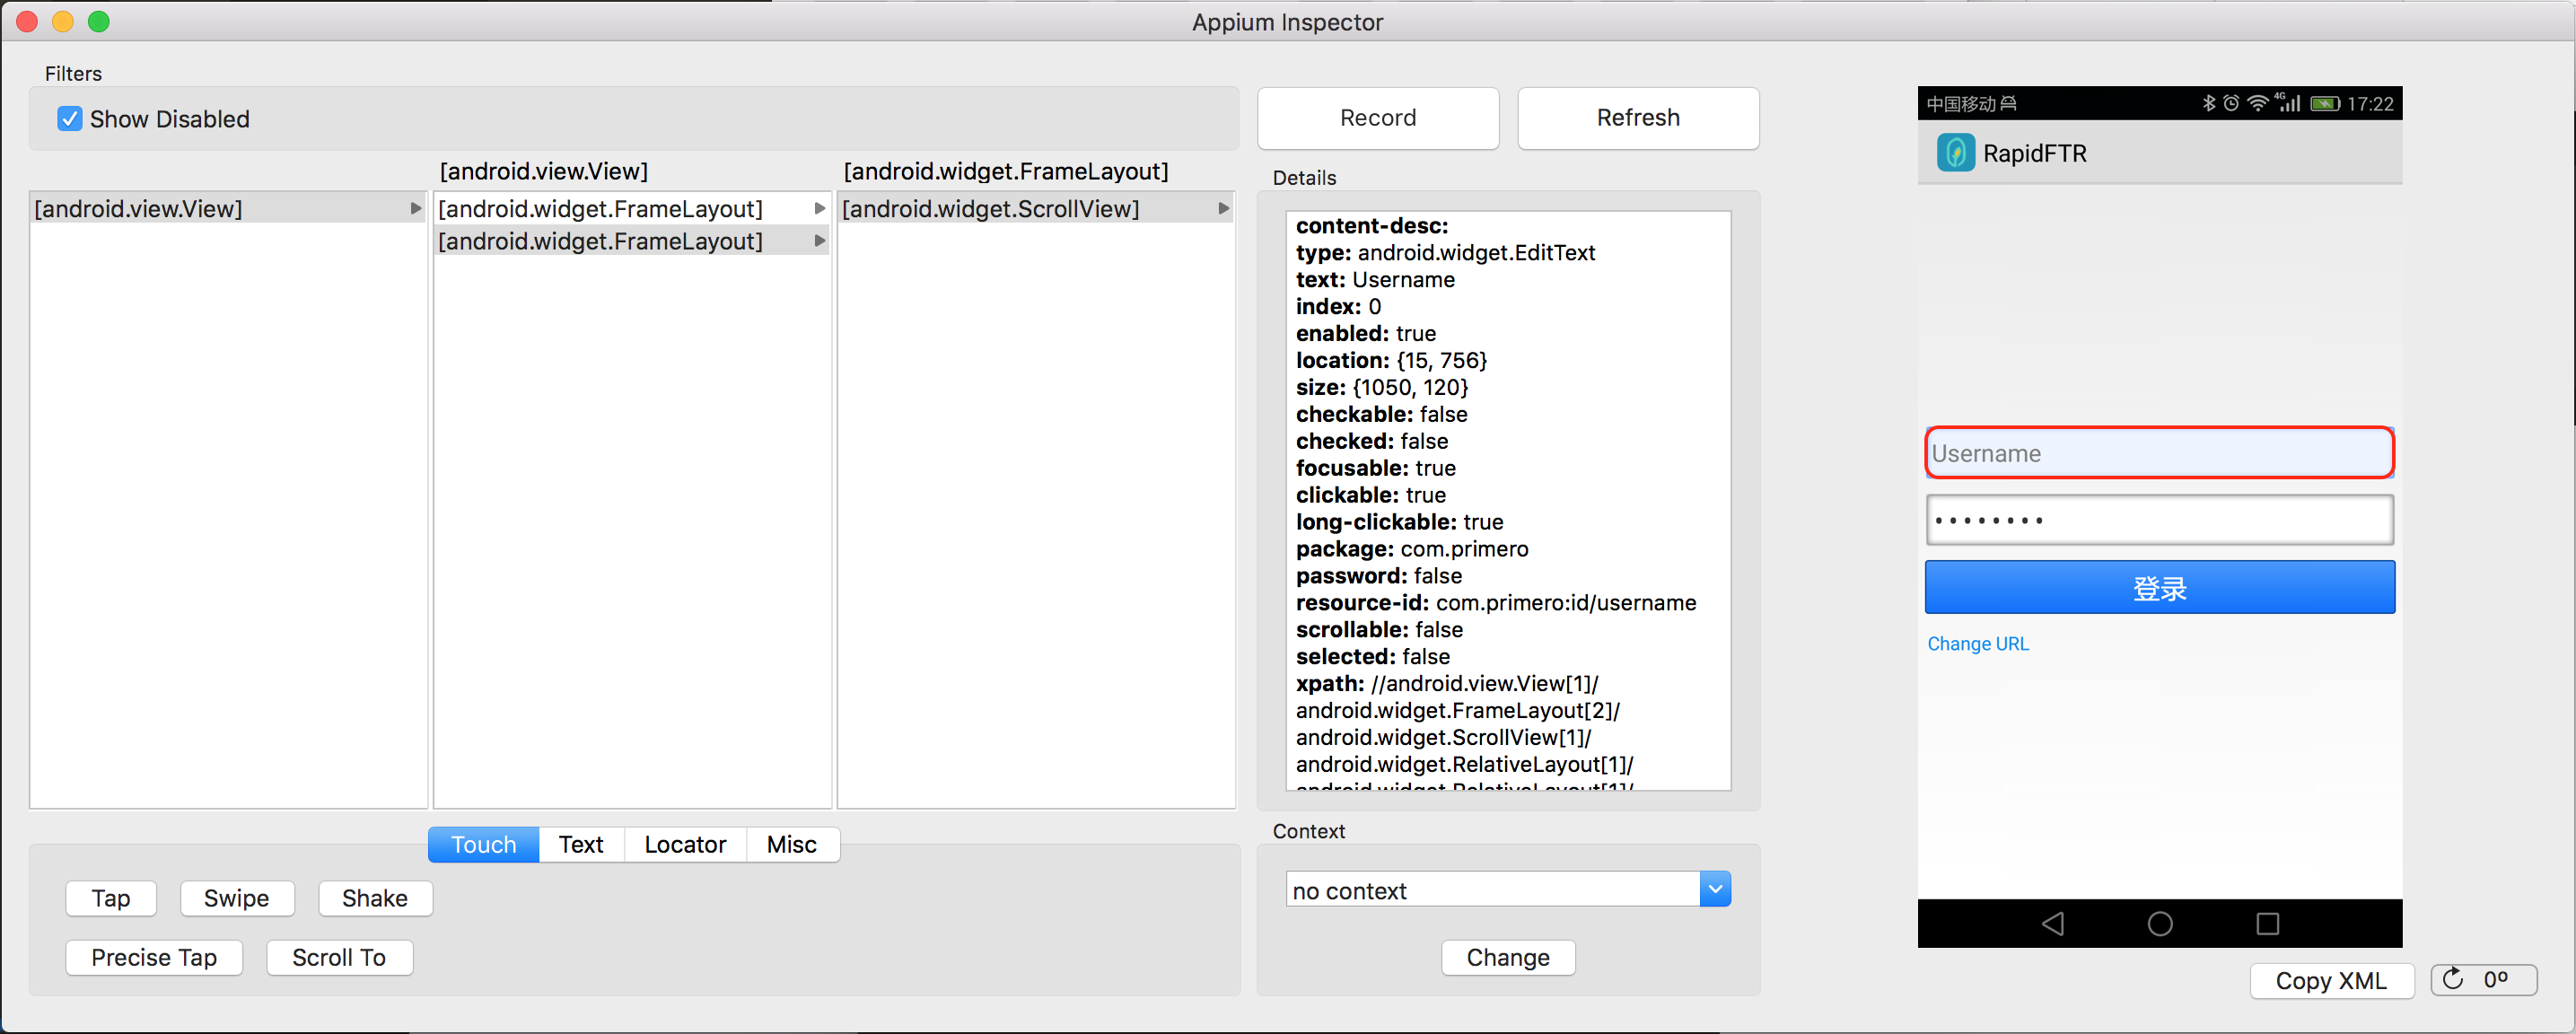 Appium Inspector
Filters
Show Disabled
[android.view.View]
[android.widget.FrameLayout]
[android.view.View]
[android.widget.FrameLayout]
[android.widget.FrameLayout]
[android.widget.ScrollView]
Touch
Text
Locator
Misc
Tap
Swipe
Shake
Precise Tap
Scroll To
Record
Refresh
Details
content-desc:
type: android.widget.EditText
text: Username
index: 0
enabled: true
location: {15, 756}
size: {1050, 120}
checkable: false
checked: false
focusable: true
clickable: true
long-clickable: true
package: com.primero
password: false
resource-id: com.primero:id/username
scrollable: false
selected: false
xpath: //android.view.View[1]/
android.widget.FrameLayout[2]/
android.widget.ScrollView[1]/
android.widget.RelativeLayout[1]/
android.widget.RelativeLayout[1]/
Context
no context
Change
中国移动
4G
17:22
RapidFTR
Username
登录
Change URL
Copy XML
0º